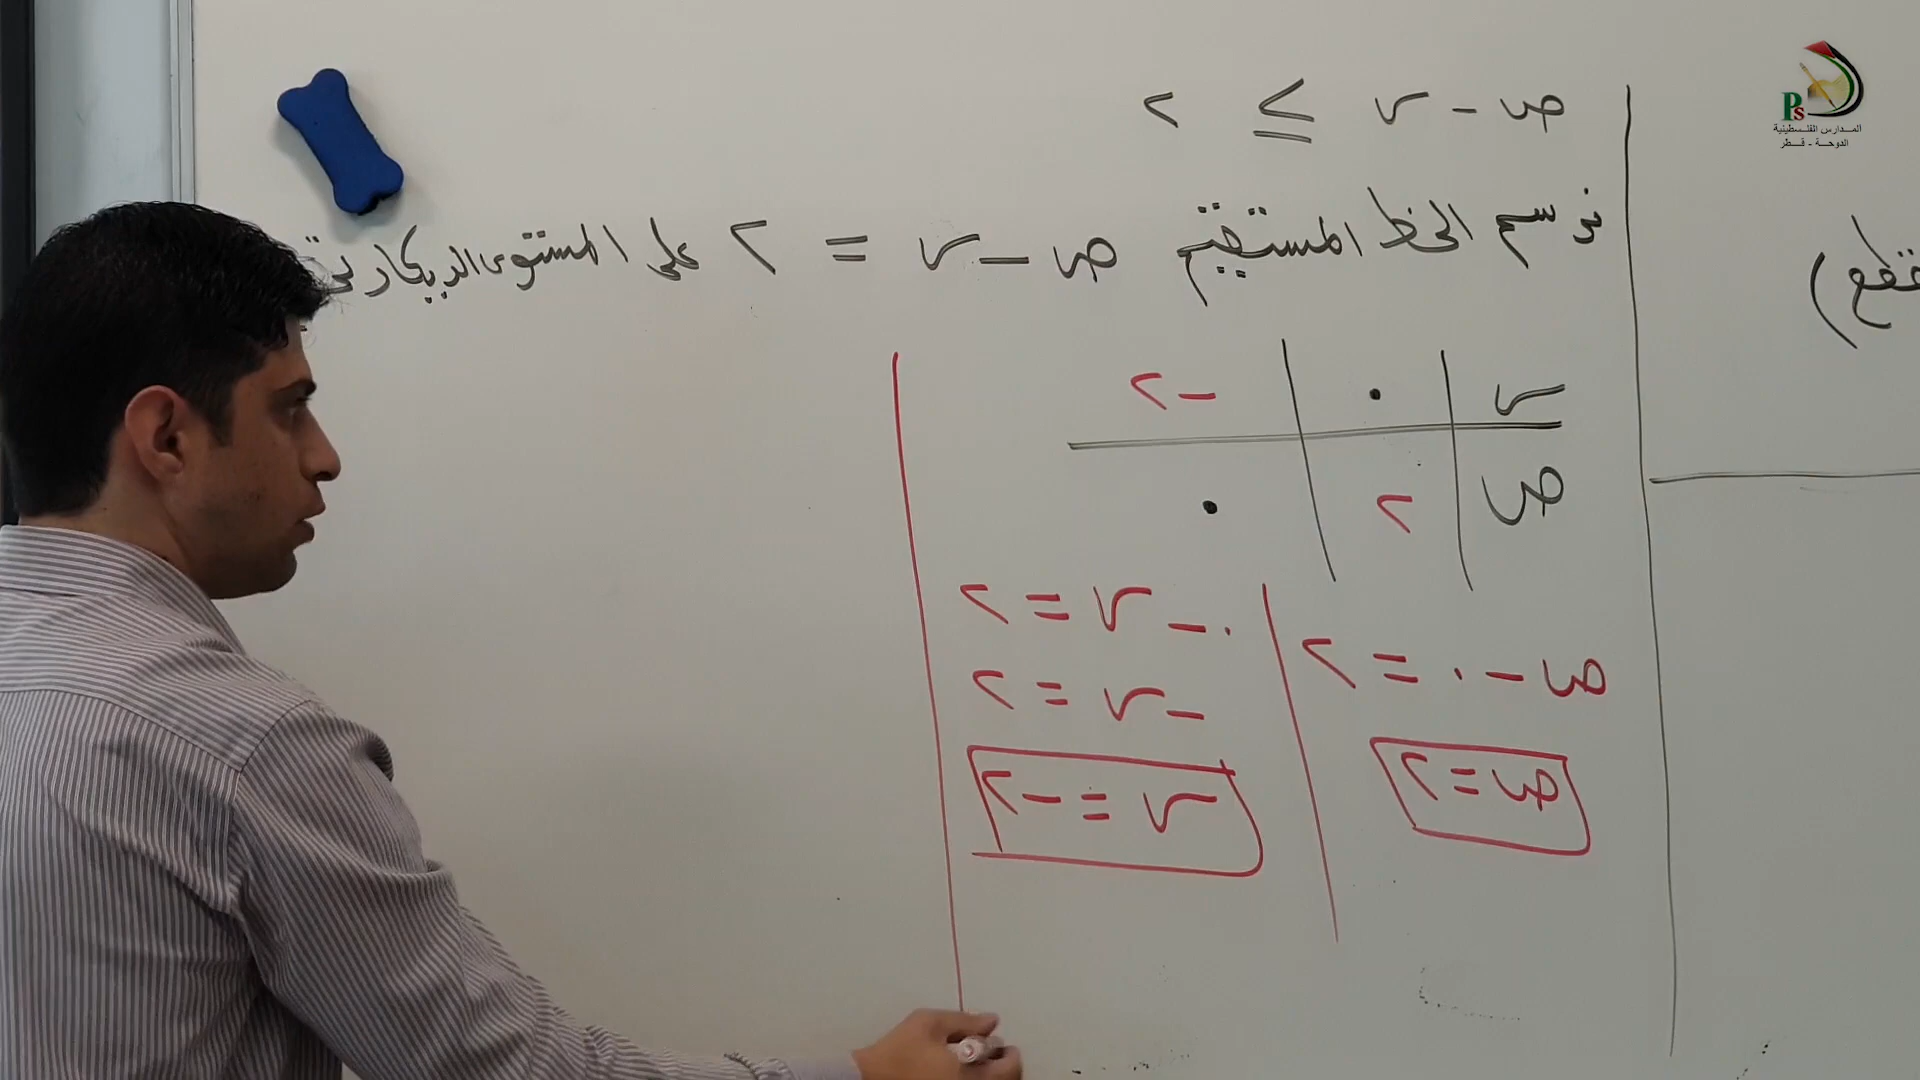 ص - س ≥ ٢
نرسم الخط المستقيم ص - س = ٢ على المستوى الديكارتي
س ٠ -٢
ص ٢ ٠
ص - ٠ = ٢
ص = ٢
٠ - س = ٢
- س = ٢
س = -٢
Ps
المدارس الفلسطينية
الدوحة - قطر